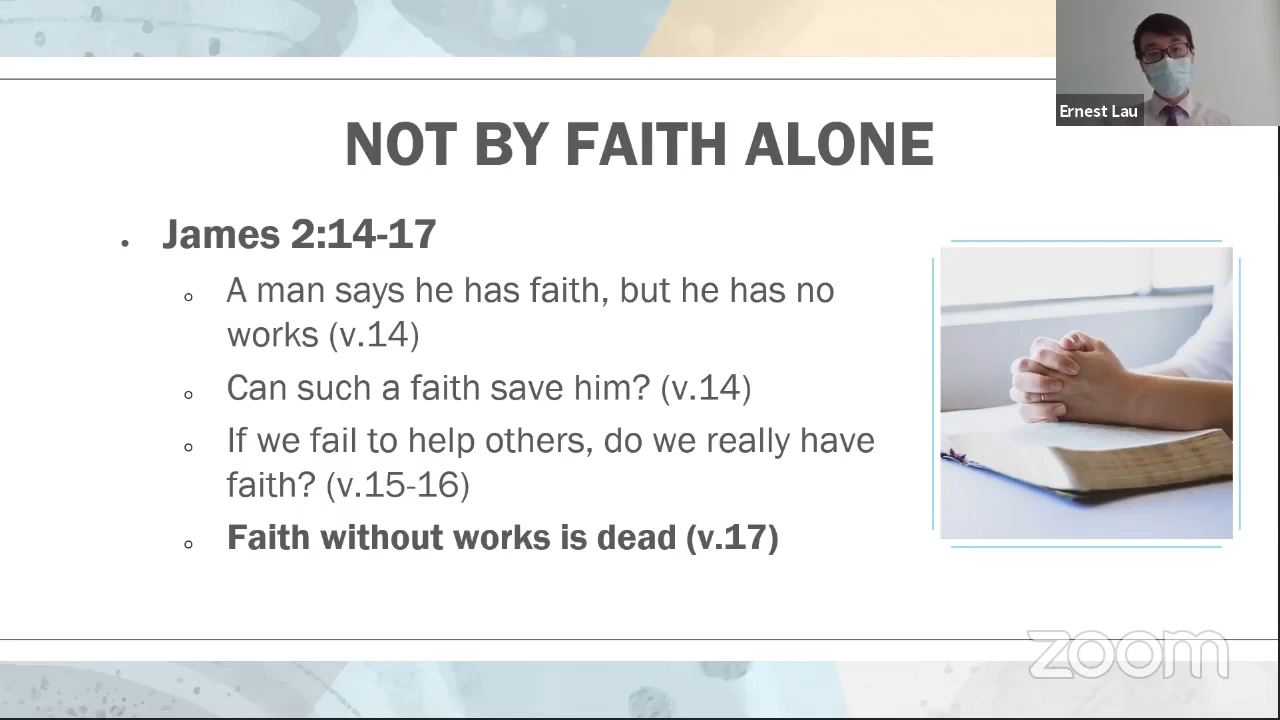 Ernest Lau
NOT BY FAITH ALONE
• James 2:14-17
○ A man says he has faith, but he has no
works (v.14)
○ Can such a faith save him? (v.14)
○ If we fail to help others, do we really have
faith? (v.15-16)
○ Faith without works is dead (v.17)
zoom